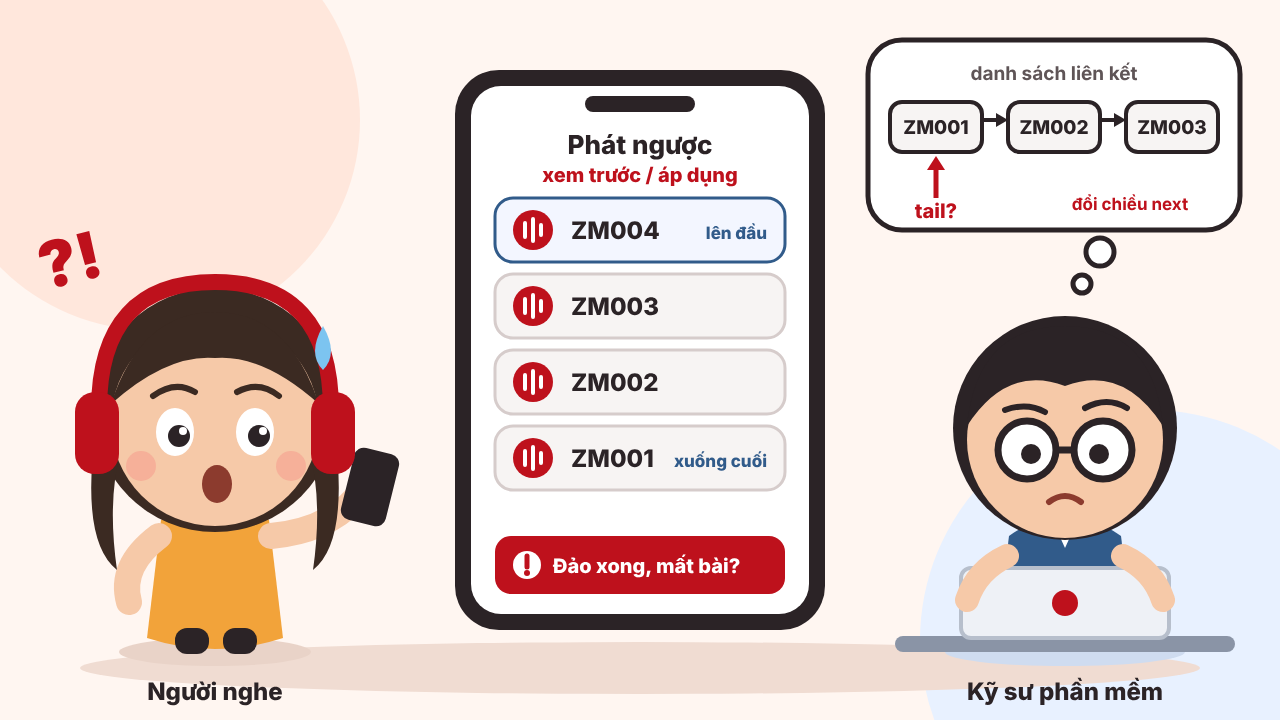 ?!
Phát ngược
xem trước / áp dụng
ZM004 lên đầu
ZM003
ZM002
ZM001 xuống cuối
Đảo xong, mất bài?
danh sách liên kết
ZM001 ZM002 ZM003
tail?
đổi chiều next
Người nghe
Kỹ sư phần mềm